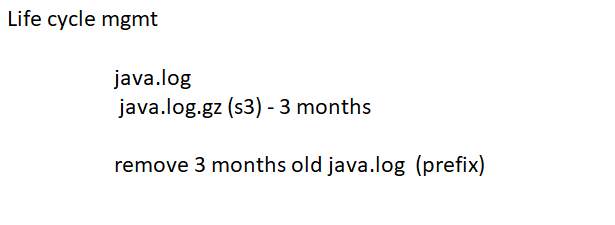 Life cycle mgmt
java.log
java.log.gz (s3) - 3 months
remove 3 months old java.log (prefix)